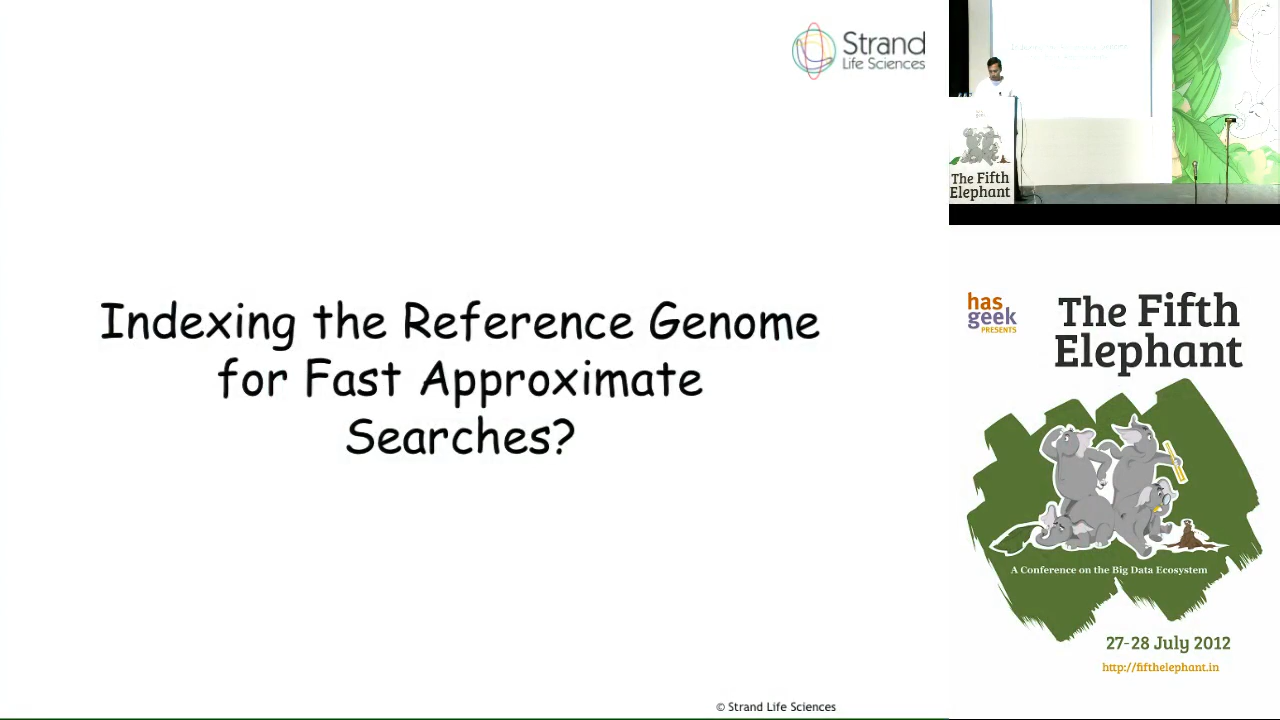 Strand
Life Sciences
Indexing the Reference Genome
for Fast Approximate
Searches?
© Strand Life Sciences
The Fifth
Elephant
has
geek
PRESENTS
The Fifth
Elephant
A Conference on the Big Data Ecosystem
27-28 July 2012
http://fifthelephant.in